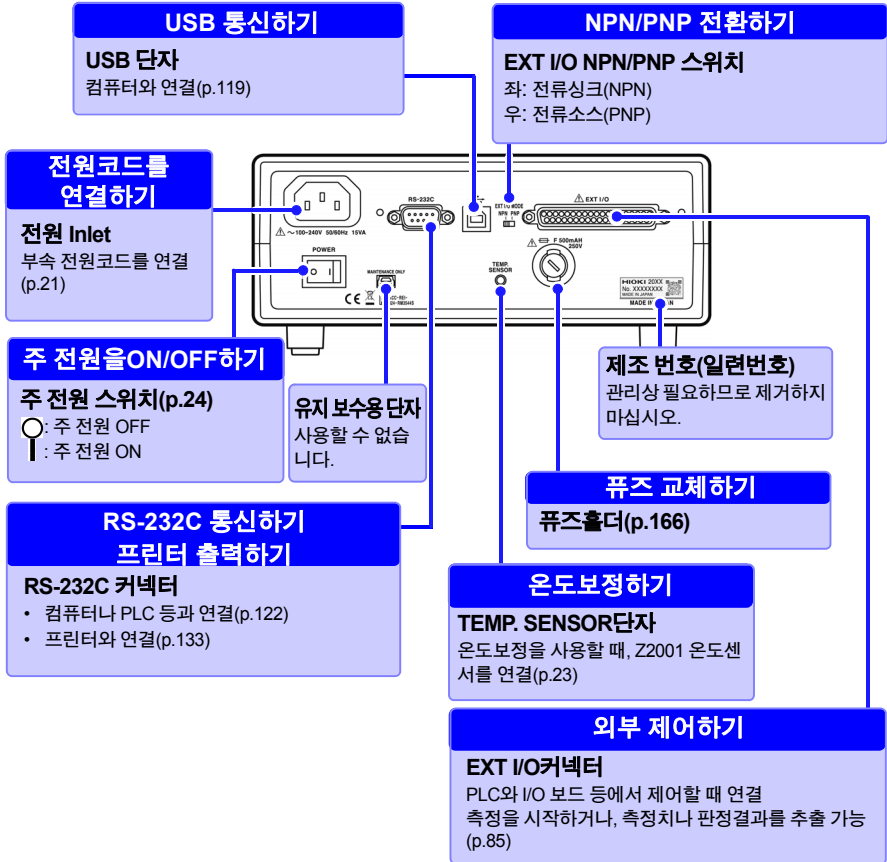 USB 통신하기
USB 단자
컴퓨터와 연결(p.119)
NPN/PNP 전환하기
EXT I/O NPN/PNP 스위치
좌: 전류싱크(NPN)
우: 전류소스(PNP)
전원코드를
연결하기
전원 Inlet
부속 전원코드를 연결
(p.21)
RS-232C
EXT I/O MODE
NPN PNP
EXT I/O
~100-240V 50/60Hz 15VA
POWER
MAINTENANCE ONLY
TEMP.
SENSOR
F 500mAH
250V
HIOKI 20XX
No. XXXXXXXX
MADE IN JAPAN
CE
주 전원을ON/OFF하기
주 전원 스위치(p.24)
: 주 전원 OFF
: 주 전원 ON
유지 보수용 단자
사용할 수 없습
니다.
제조 번호(일련번호)
관리상 필요하므로 제거하지
마십시오.
퓨즈 교체하기
퓨즈홀더(p.166)
RS-232C 통신하기
프린터 출력하기
RS-232C 커넥터
• 컴퓨터나 PLC 등과 연결(p.122)
• 프린터와 연결(p.133)
온도보정하기
TEMP. SENSOR단자
온도보정을 사용할 때, Z2001 온도센
서를 연결(p.23)
외부 제어하기
EXT I/O커넥터
PLC와 I/O 보드 등에서 제어할 때 연결
측정을 시작하거나, 측정치나 판정결과를 추출 가능
(p.85)